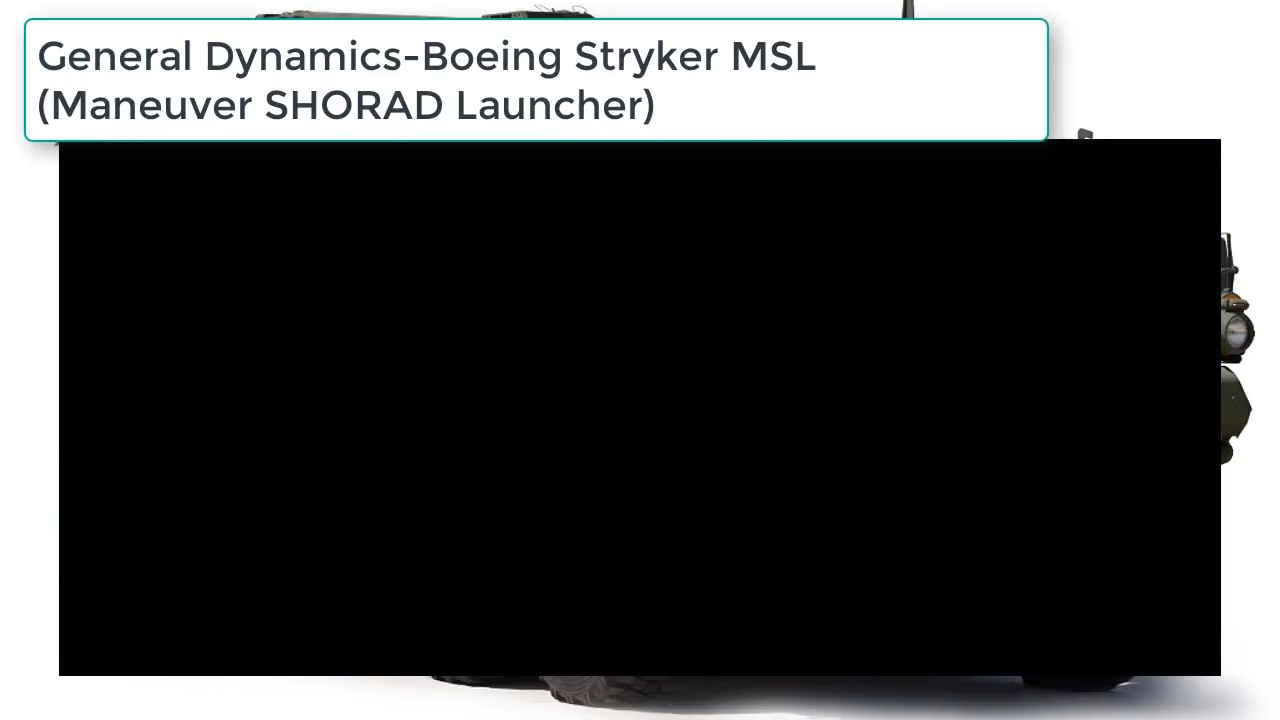 General Dynamics-Boeing Stryker MSL
(Maneuver SHORAD Launcher)